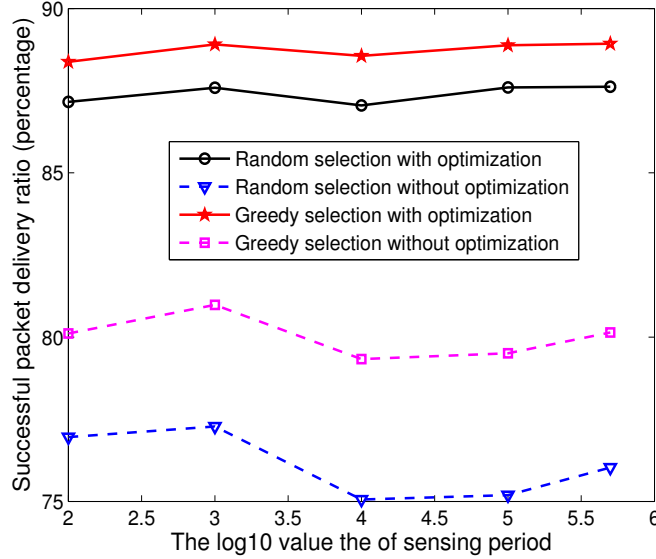 90
85
80
75
Successful packet delivery ratio (percentage)
Random selection with optimization
Random selection without optimization
Greedy selection with optimization
Greedy selection without optimization
2 2.5 3 3.5 4 4.5 5 5.5 6
The log10 value the of sensing period